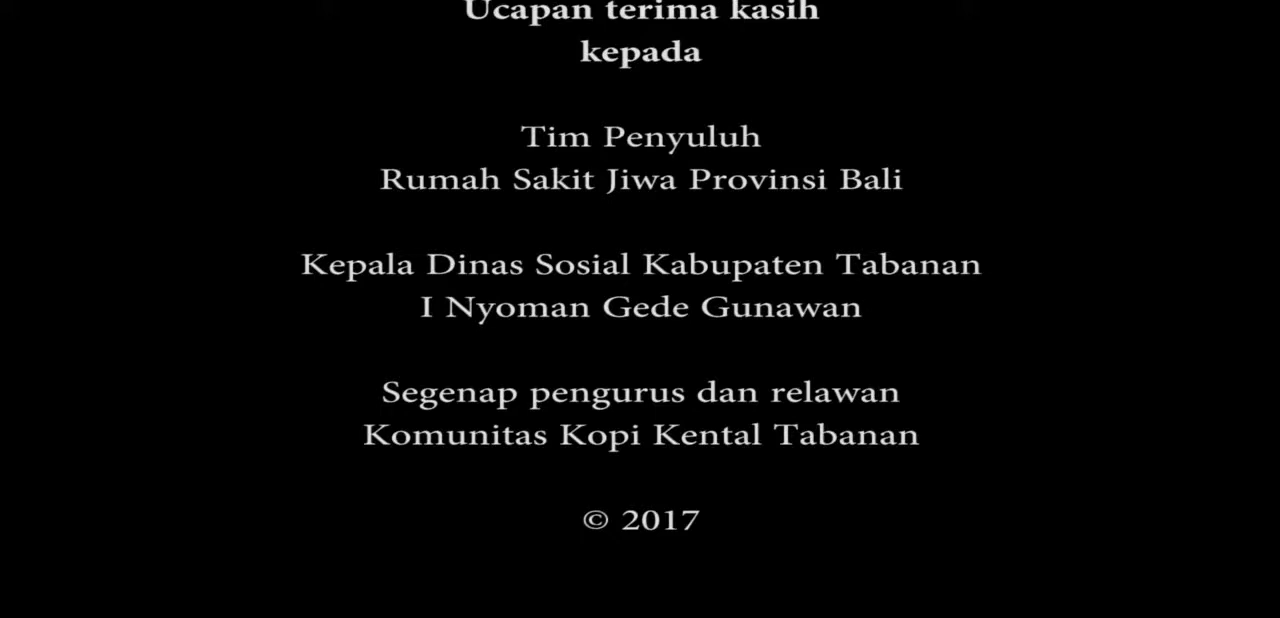 Ucapan terima kasih
kepada
Tim Penyuluh
Rumah Sakit Jiwa Provinsi Bali
Kepala Dinas Sosial Kabupaten Tabanan
I Nyoman Gede Gunawan
Segenap pengurus dan relawan
Komunitas Kopi Kental Tabanan
© 2017